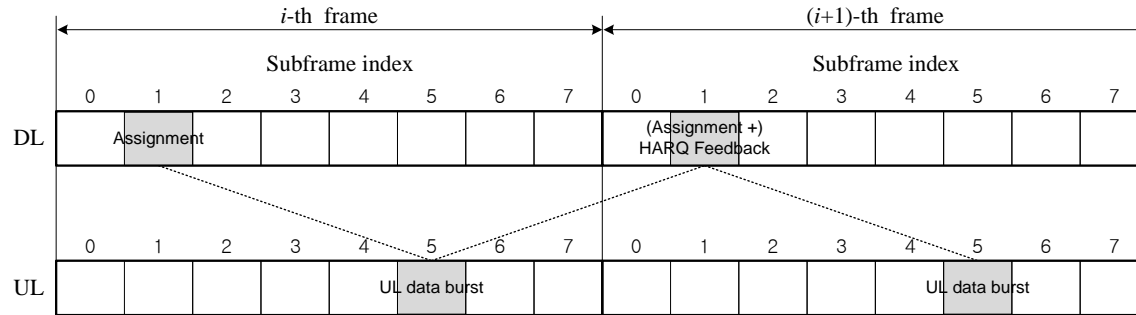 i-th frame (i+1)-th frame
Subframe index Subframe index
0 1 2 3 4 5 6 7 0 1 2 3 4 5 6 7
DL Assignment (Assignment +)
HARQ Feedback
0 1 2 3 4 5 6 7 0 1 2 3 4 5 6 7
UL UL data burst UL data burst